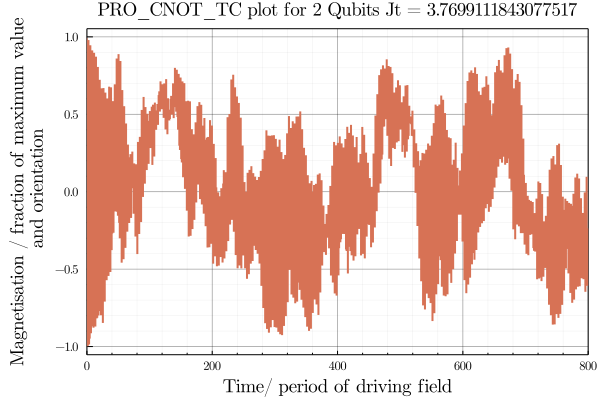 PRO_CNOT_TC plot for 2 Qubits Jt = 3.7699111843077517
Magnetisation / fraction of maximum value
and orientation
1.0
0.5
0.0
−0.5
−1.0
0 200 400 600 800
Time/ period of driving field